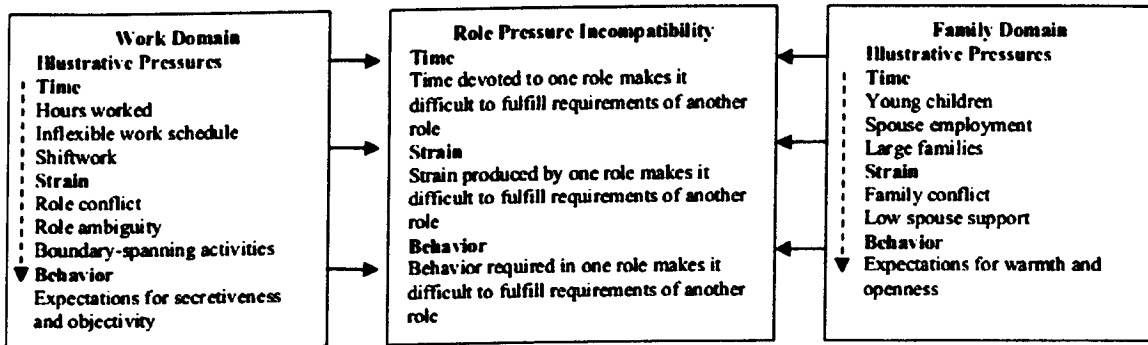 Work Domain
Illustrative Pressures
Time
Hours worked
Inflexible work schedule
Shiftwork
Strain
Role conflict
Role ambiguity
Boundary-spanning activities
Behavior
Expectations for secretiveness
and objectivity
Role Pressure Incompatibility
Time
Time devoted to one role makes it
difficult to fulfill requirements of another
role
Strain
Strain produced by one role makes it
difficult to fulfill requirements of another
role
Behavior
Behavior required in one role makes it
difficult to fulfill requirements of another
role
Family Domain
Illustrative Pressures
Time
Young children
Spouse employment
Large families
Strain
Family conflict
Low spouse support
Behavior
Expectations for warmth and
openness